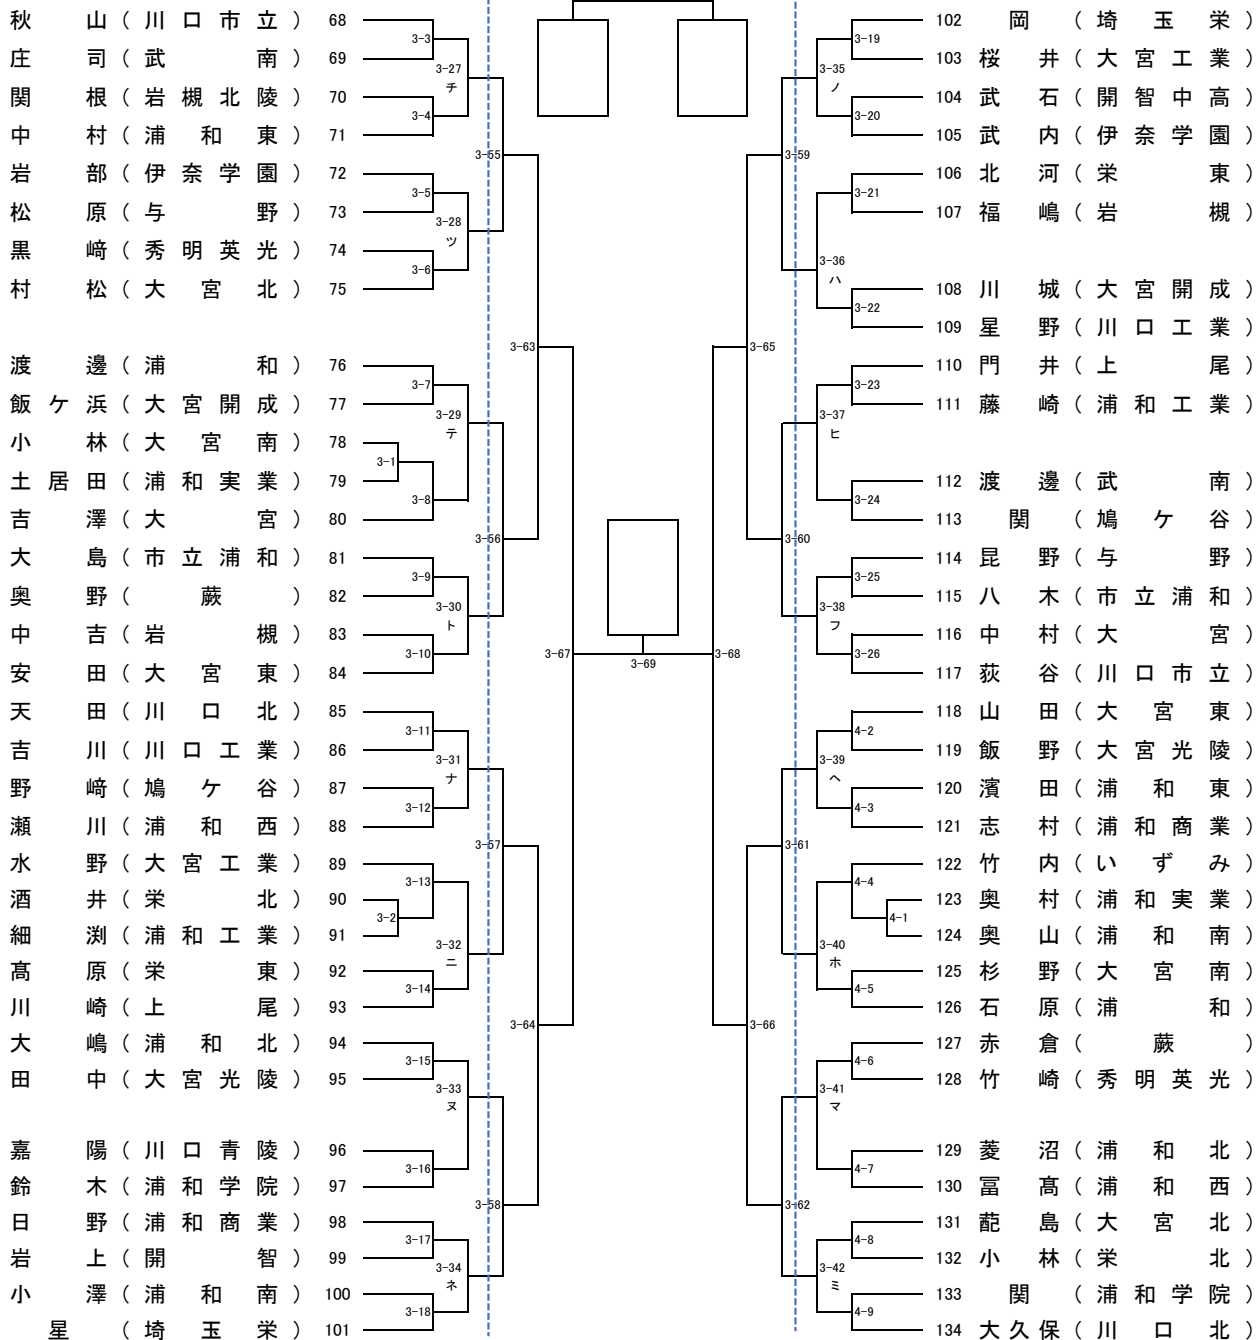 秋山（川口市立）68
庄司（武南）69
関根（岩槻北陵）70
中村（浦和東）71
岩部（伊奈学園）72
松原（与野）73
黒﨑（秀明英光）74
村松（大宮北）75
渡邊（浦和）76
飯ケ浜（大宮開成）77
小林（大宮南）78
土居田（浦和実業）79
吉澤（大宮）80
大島（市立浦和）81
奥野（蕨）82
中吉（岩槻）83
安田（大宮東）84
天田（川口北）85
吉川（川口工業）86
野﨑（鳩ケ谷）87
瀬川（浦和西）88
水野（大宮工業）89
酒井（栄北）90
細渕（浦和工業）91
髙原（栄東）92
川崎（上尾）93
大嶋（浦和北）94
田中（大宮光陵）95
嘉陽（川口青陵）96
鈴木（浦和学院）97
日野（浦和商業）98
岩上（開智）99
小澤（浦和南）100
星（埼玉栄）101
3-1
3-2
3-3
3-4
3-5
3-6
3-7
3-8
3-9
3-10
3-11
3-12
3-13
3-14
3-15
3-16
3-17
3-18
3-27
チ
3-28
ツ
3-29
テ
3-30
ト
3-31
ナ
3-32
ニ
3-33
ヌ
3-34
ネ
3-55
3-56
3-57
3-58
3-63
3-64
3-67
3-69
3-68
3-65
3-66
3-59
3-60
3-61
3-62
3-35
ノ
3-36
ハ
3-37
ヒ
3-38
フ
3-39
ヘ
3-40
ホ
3-41
マ
3-42
ミ
3-19
3-20
3-21
3-22
3-23
3-24
3-25
3-26
4-2
4-3
4-4
4-1
4-5
4-6
4-7
4-8
4-9
102 岡（埼玉栄）
103 桜井（大宮工業）
104 武石（開智中高）
105 武内（伊奈学園）
106 北河（栄東）
107 福嶋（岩槻）
108 川城（大宮開成）
109 星野（川口工業）
110 門井（上尾）
111 藤崎（浦和工業）
112 渡邊（武南）
113 関（鳩ケ谷）
114 昆野（与野）
115 八木（市立浦和）
116 中村（大宮）
117 荻谷（川口市立）
118 山田（大宮東）
119 飯野（大宮光陵）
120 濱田（浦和東）
121 志村（浦和商業）
122 竹内（いずみ）
123 奥村（浦和実業）
124 奥山（浦和南）
125 杉野（大宮南）
126 石原（浦和）
127 赤倉（蕨）
128 竹崎（秀明英光）
129 菱沼（浦和北）
130 冨髙（浦和西）
131 島（大宮北）
132 小林（栄北）
133 関（浦和学院）
134 大久保（川口北）